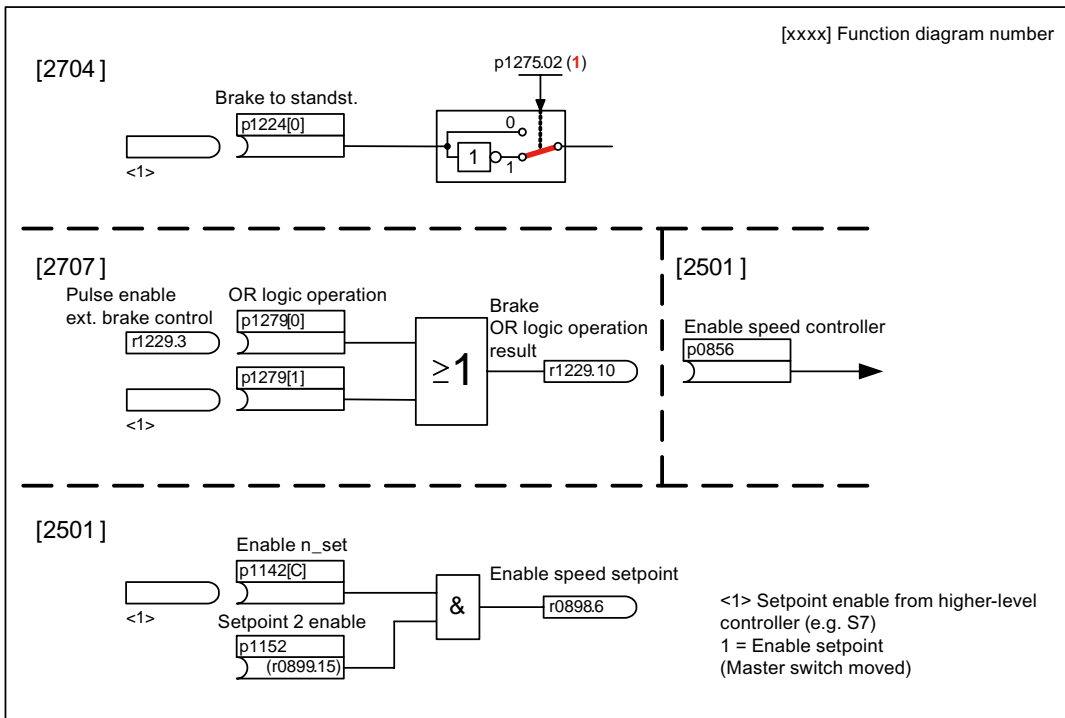 [xxxx] Function diagram number
[2704 ]
p1275.02 (1)
Brake to standst.
p1224[0]
0
1
1
<1>
[2707 ]
[2501 ]
Pulse enable
ext. brake control
OR logic operation
Brake
OR logic operation
result
r1229.3
p1279[0]
≥1
r1229.10
p1279[1]
<1>
Enable speed controller
p0856
[2501 ]
Enable n_set
p1142[C]
<1>
&
Enable speed setpoint
r0898.6
Setpoint 2 enable
p1152
(r0899.15)
<1> Setpoint enable from higher-level
controller (e.g. S7)
1 = Enable setpoint
(Master switch moved)